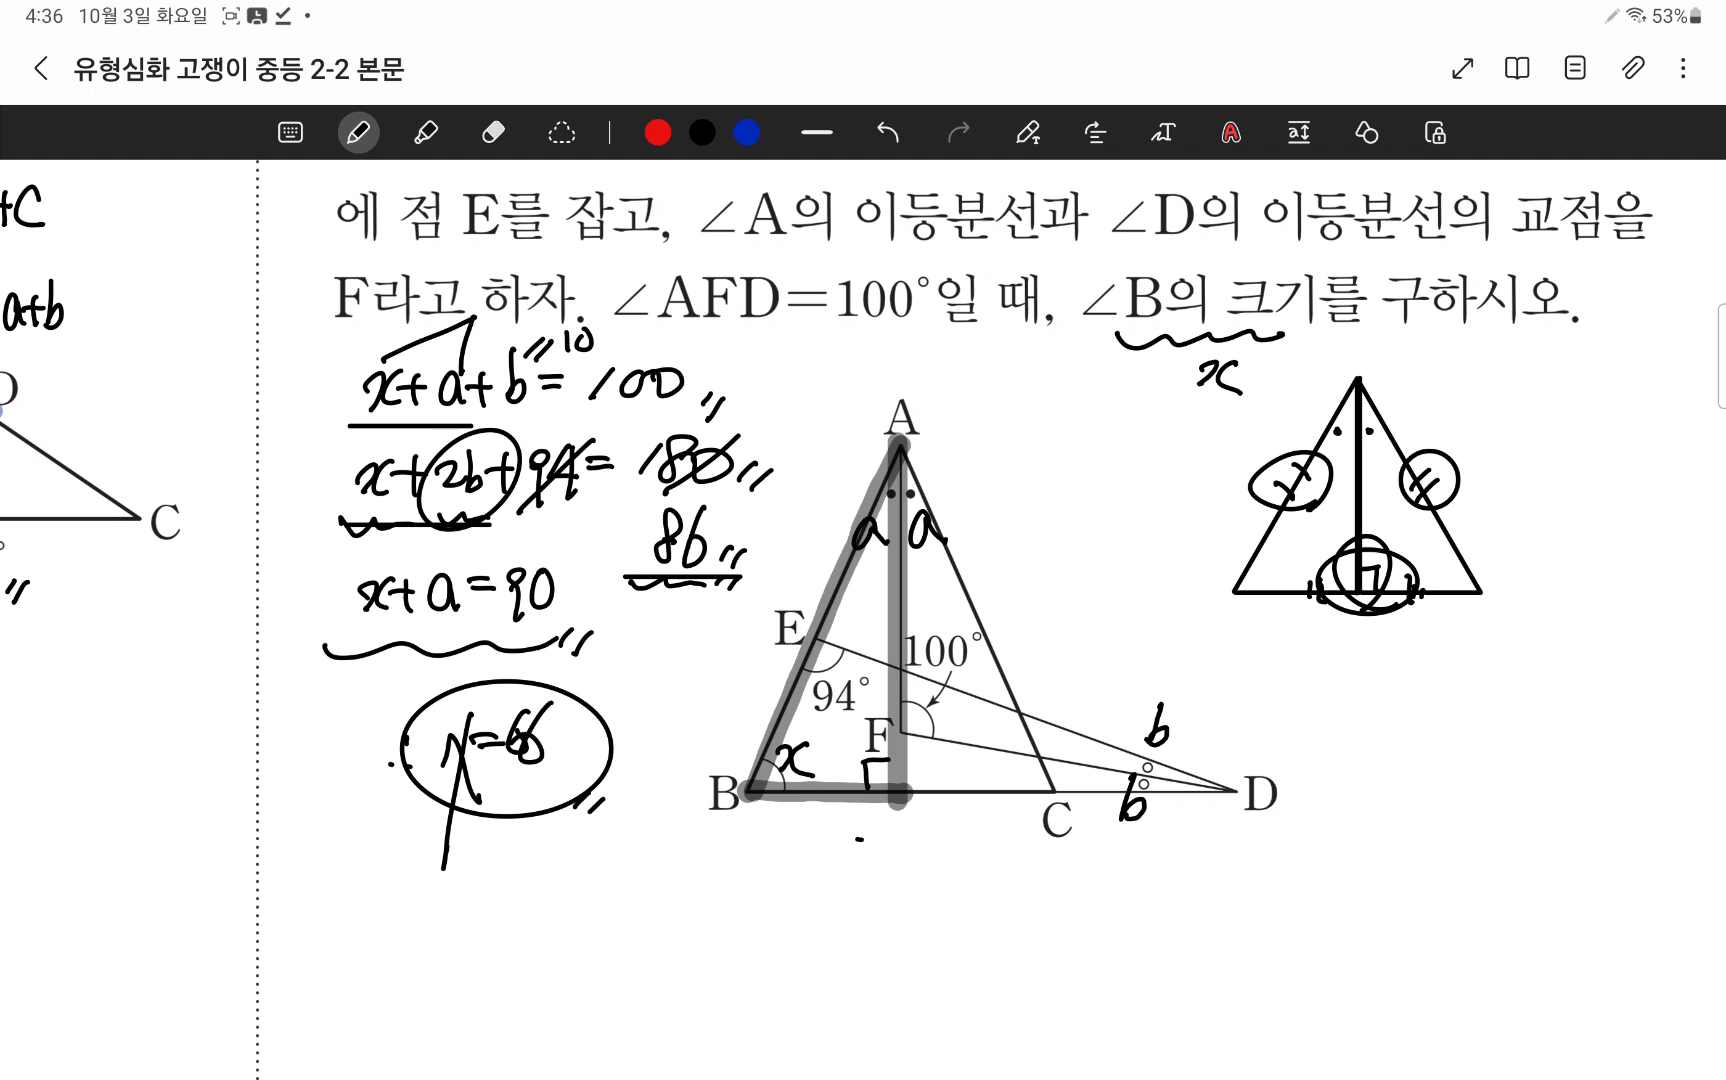 4:36 10월 3일 화요일
53%
유형심화 고쟁이 중등 2-2 본문
+C
a+b
D
C
에 점 E를 잡고, ∠A의 이등분선과 ∠D의 이등분선의 교점을
F라고 하자. ∠AFD=100°일 때, ∠B의 크기를 구하시오.
x
x+a+b=100
10
x+2b+94=180
86
x+a=90
x=66
A
a a
E
100°
94°
F
x
B
C
D
b
b